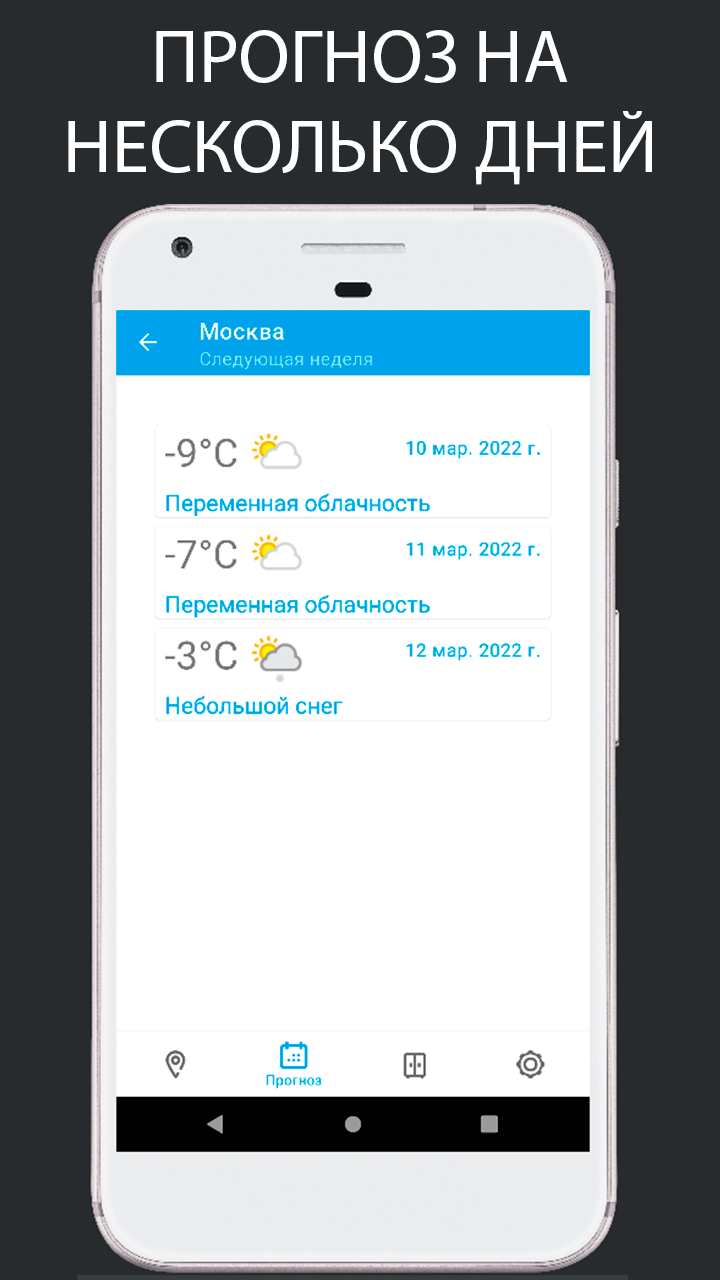 ПРОГНОЗ НА
НЕСКОЛЬКО ДНЕЙ
Москва
Следующая неделя
-9°C
10 мар. 2022 г.
Переменная облачность
-7°C
11 мар. 2022 г.
Переменная облачность
-3°C
12 мар. 2022 г.
Небольшой снег
Прогноз